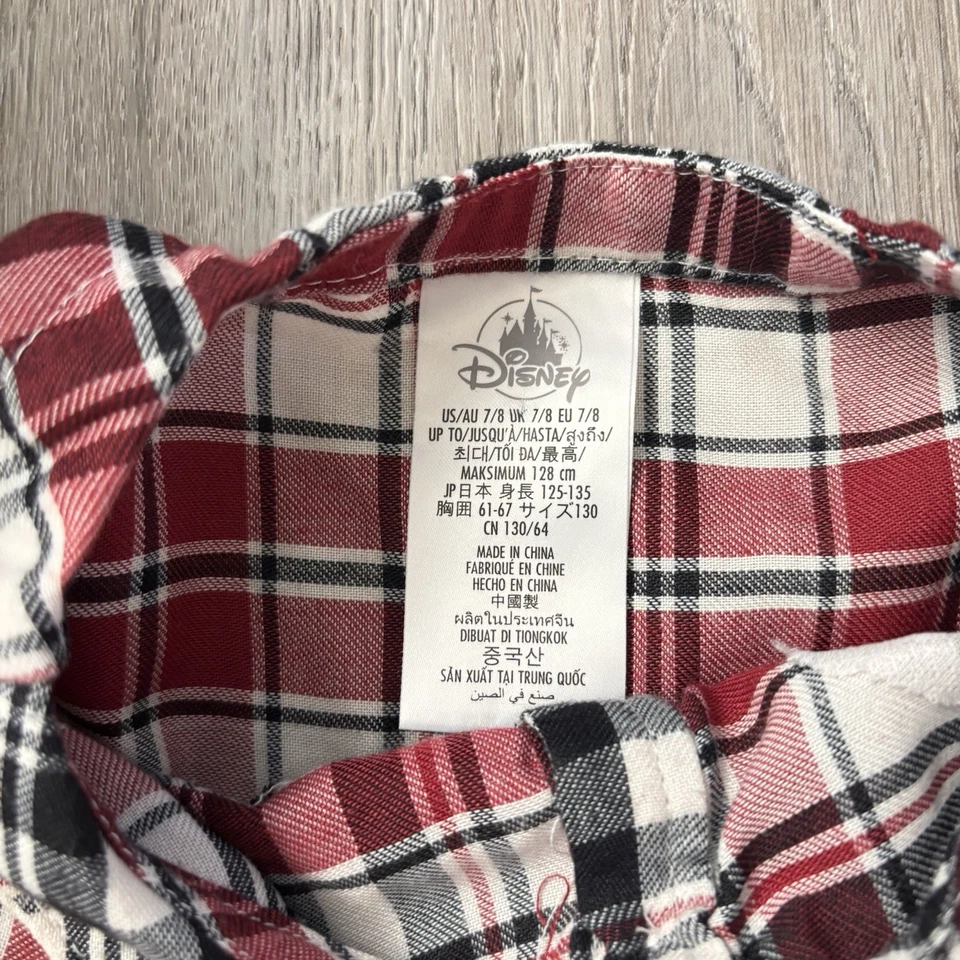 Disney
US/AU 7/8 UK 7/8 EU 7/8
UP TO/JUSQU'À/HASTA/สูงถึง/
최대/TỐI ĐA/最高/
MAKSIMUM 128 cm
JP日本 身長 125-135
胸囲 61-67 サイズ130
CN 130/64
MADE IN CHINA
FABRIQUÉ EN CHINE
HECHO EN CHINA
中國製
ผลิตในประเทศจีน
DIBUAT DI TIONGKOK
중국산
SẢN XUẤT TẠI TRUNG QUỐC
صنع في الصين